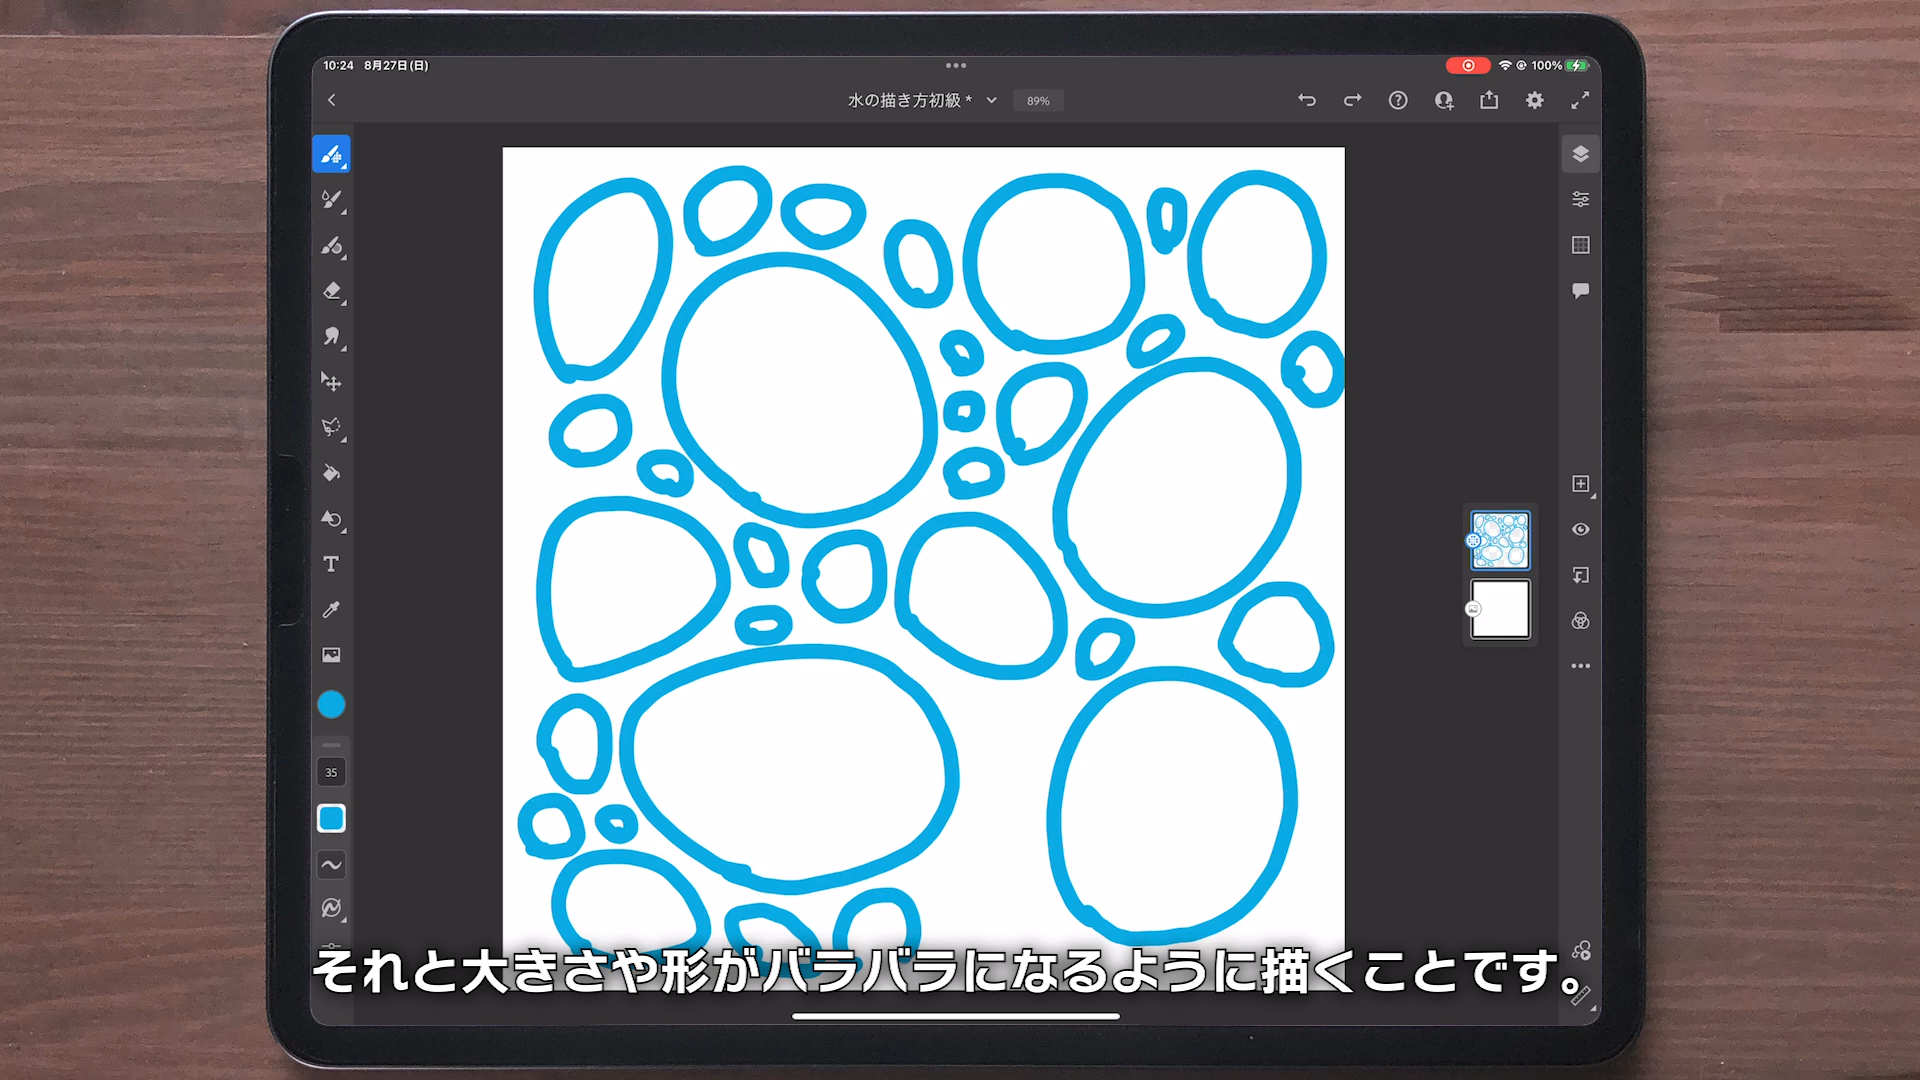 10:24 8月27日(日)
100%
水の描き方初級 *
89%
T
35
それと大きさや形がバラバラになるように描くことです。